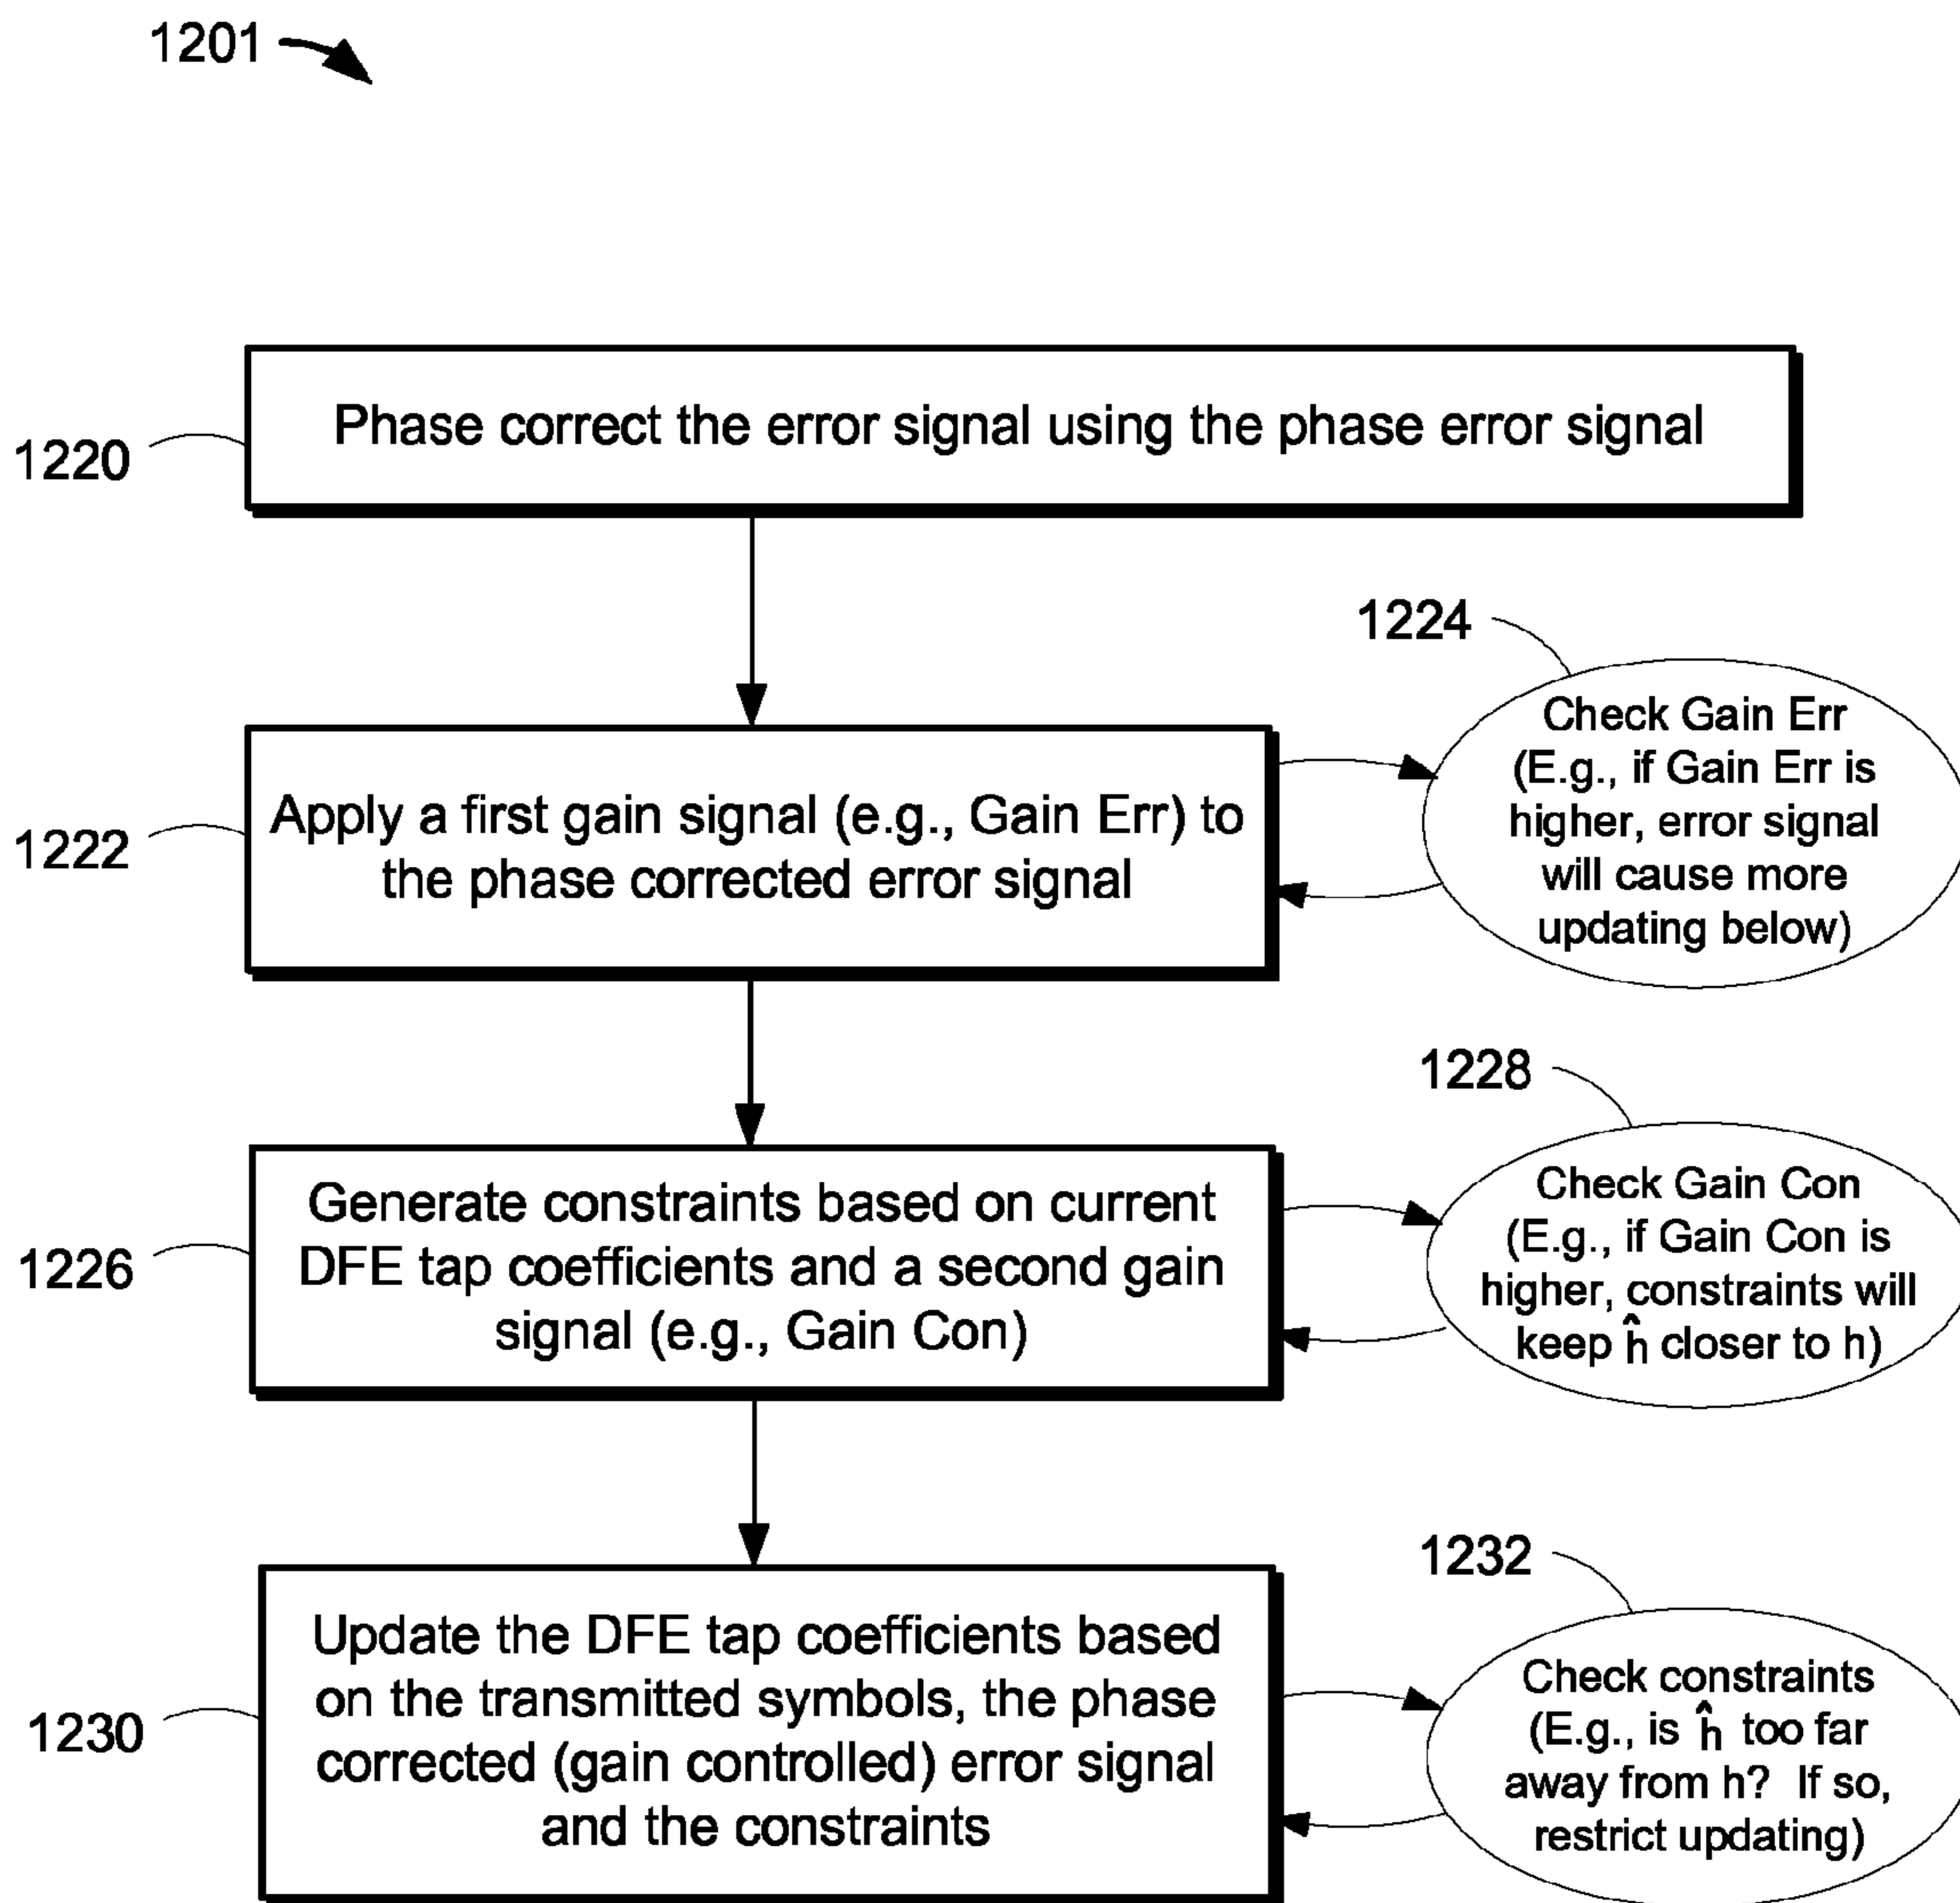 1201
Phase correct the error signal using the phase error signal
1220
1224
Check Gain Err
(E.g., if Gain Err is
higher, error signal
will cause more
updating below)
Apply a first gain signal (e.g., Gain Err) to
the phase corrected error signal
1222
1228
Check Gain Con
(E.g., if Gain Con is
higher, constraints will
keep ĥ closer to h)
Generate constraints based on current
DFE tap coefficients and a second gain
signal (e.g., Gain Con)
1226
1232
Check constraints
(E.g., is ĥ too far
away from h? If so,
restrict updating)
Update the DFE tap coefficients based
on the transmitted symbols, the phase
corrected (gain controlled) error signal
and the constraints
1230